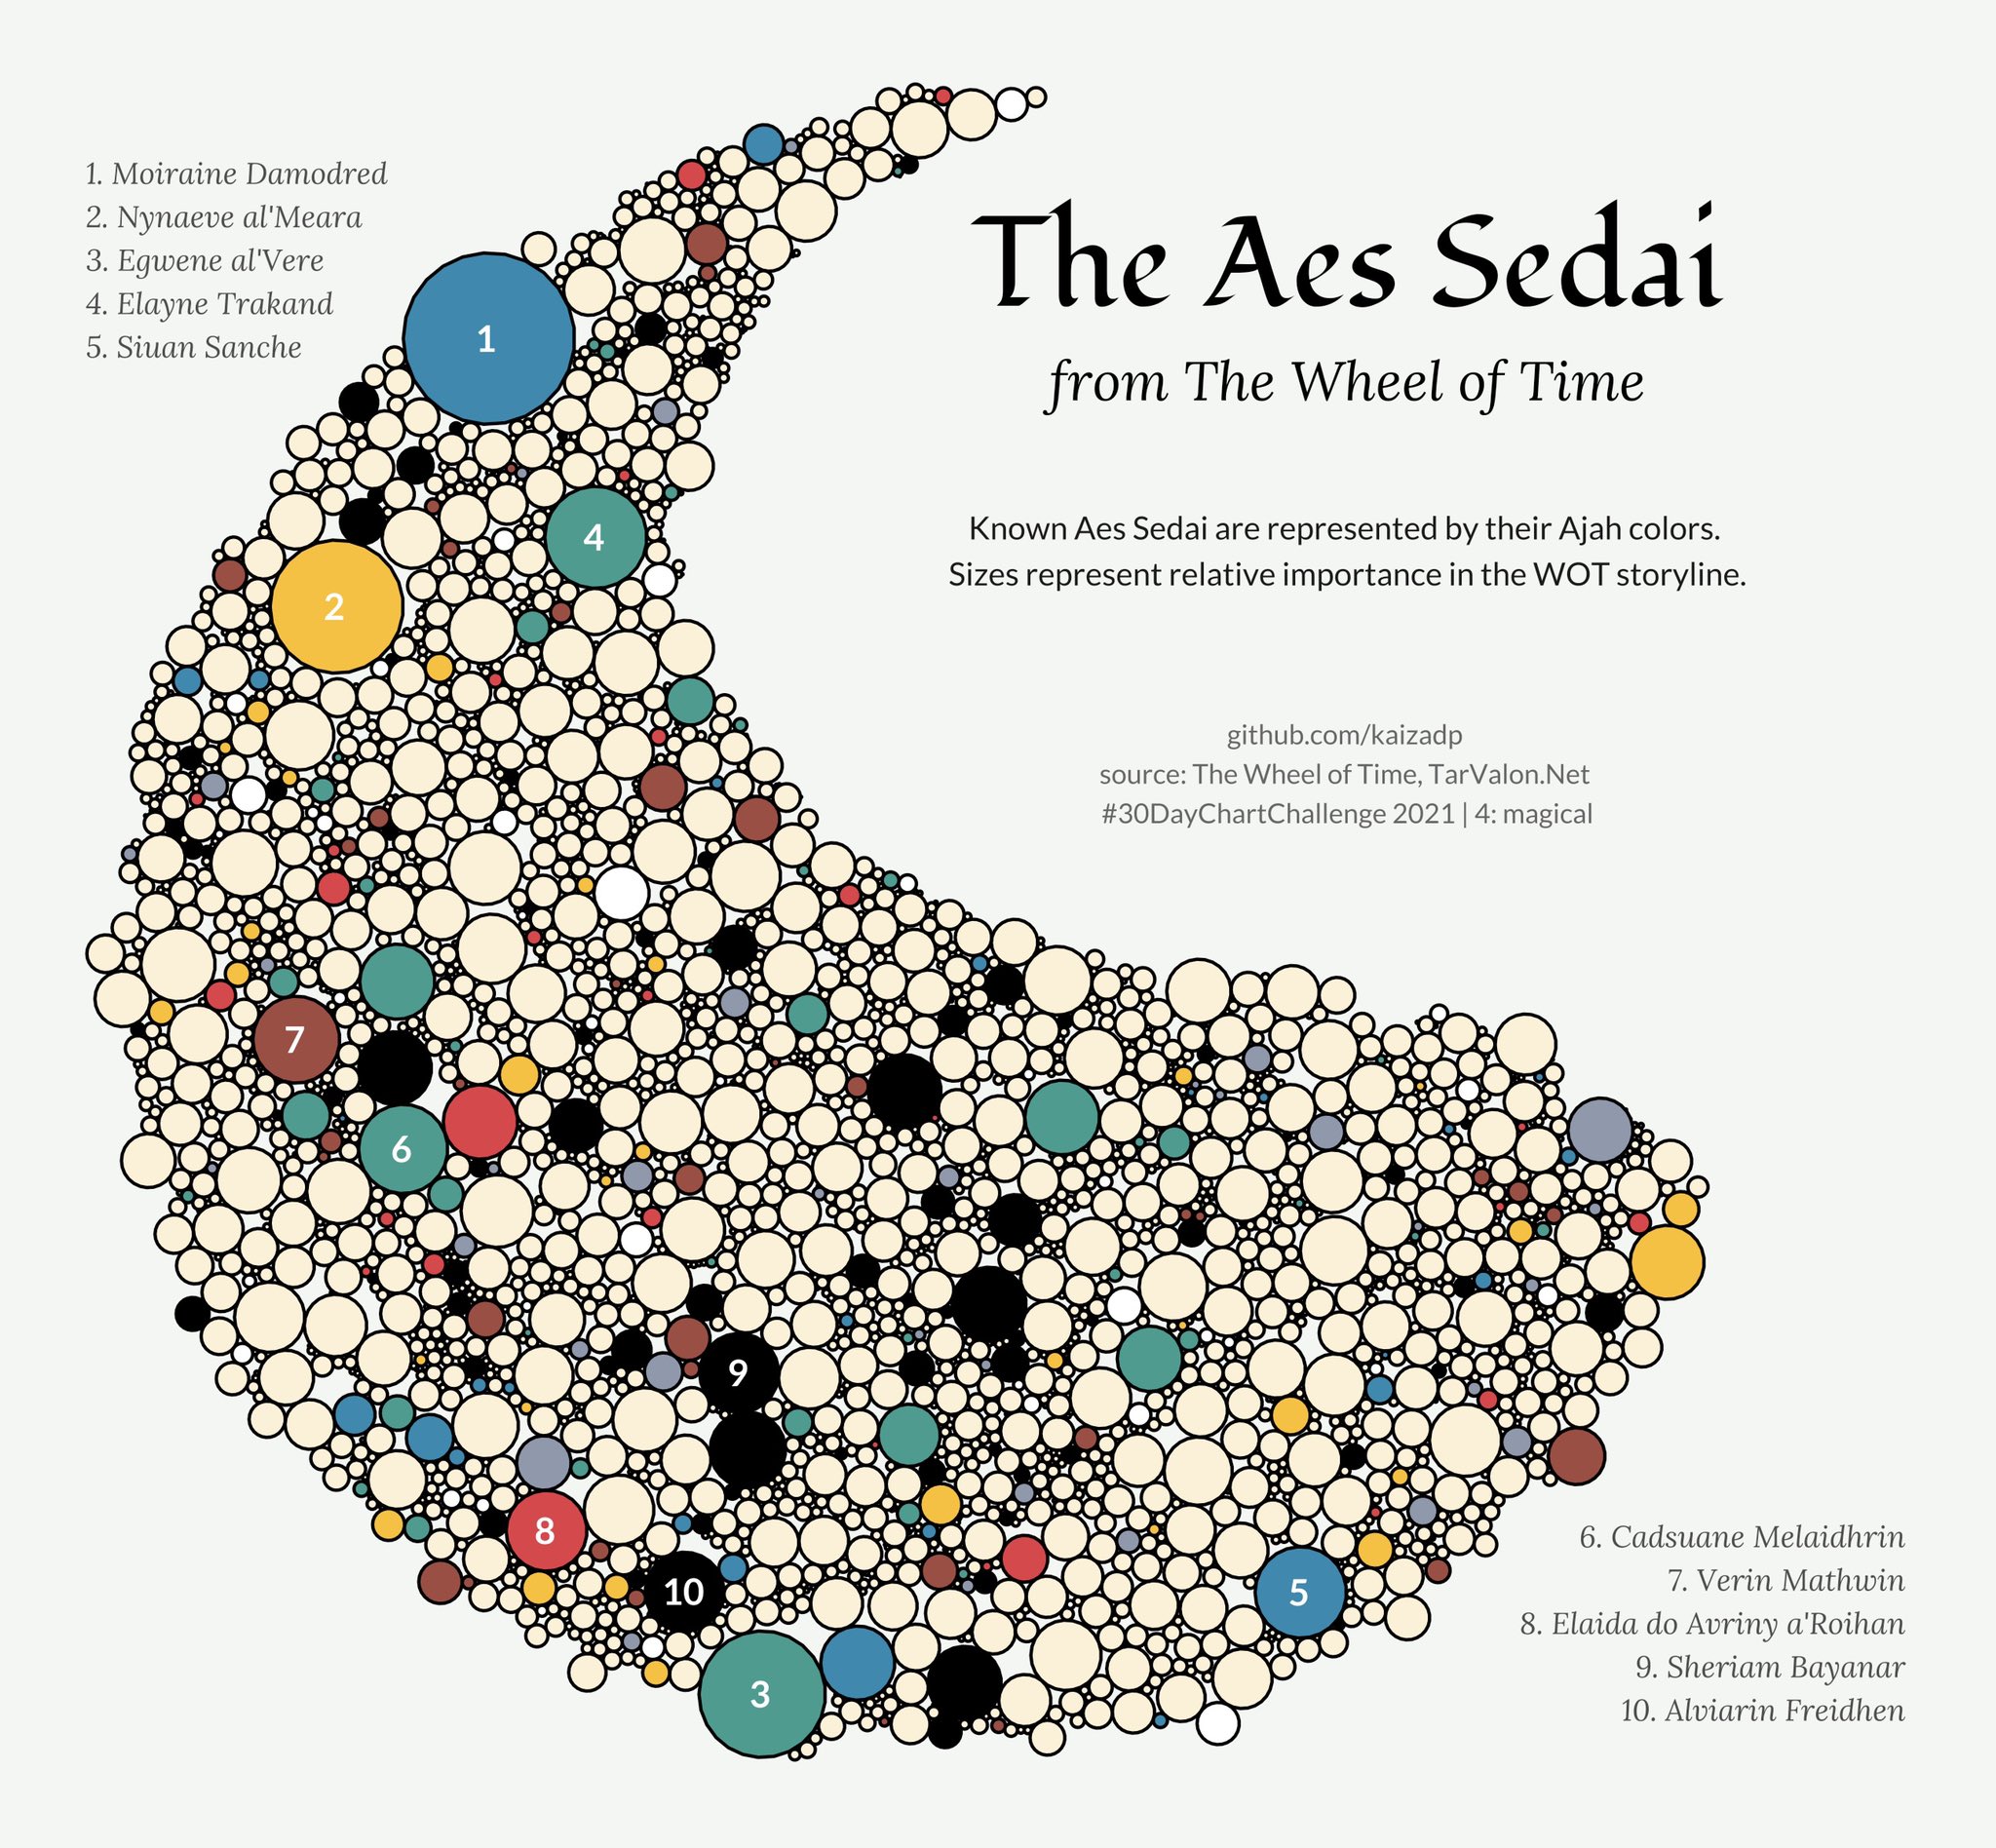 The Aes Sedai
from The Wheel of Time
1. Moiraine Damodred
2. Nynaeve al'Meara
3. Egwene al'Vere
4. Elayne Trakand
5. Siuan Sanche
Known Aes Sedai are represented by their Ajah colors.
Sizes represent relative importance in the WOT storyline.
github.com/kaizadp
source: The Wheel of Time, TarValon.Net
#30DayChartChallenge 2021 | 4: magical
1
4
2
7
6
9
8
10
5
3
6. Cadsuane Melaidhrin
7. Verin Mathwin
8. Elaida do Avriny a'Roihan
9. Sheriam Bayanar
10. Alviarin Freidhen